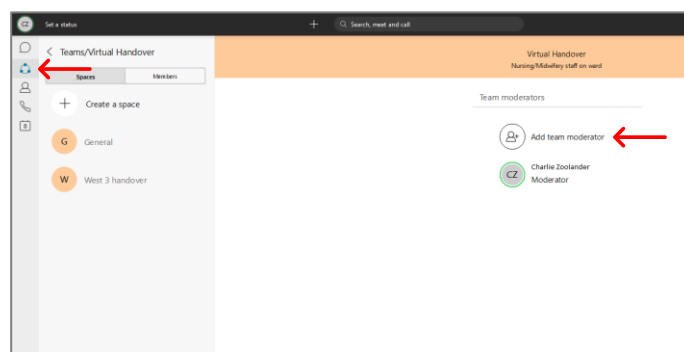 CZ
Set a status
Search, meet and call
Teams/Virtual Handover
Spaces
Members
Create a space
G
General
W
West 3 handover
Virtual Handover
Nursing/Midwifery staff on ward
Team moderators
Add team moderator
CZ
Charlie Zoolander
Moderator